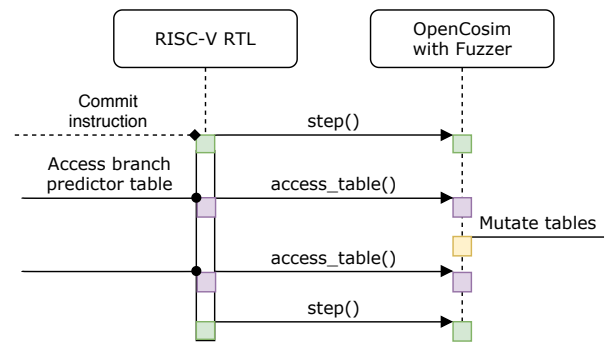 RISC-V RTL
OpenCosim
with Fuzzer
Commit
instruction
step()
Access branch
predictor table
access_table()
Mutate tables
access_table()
step()